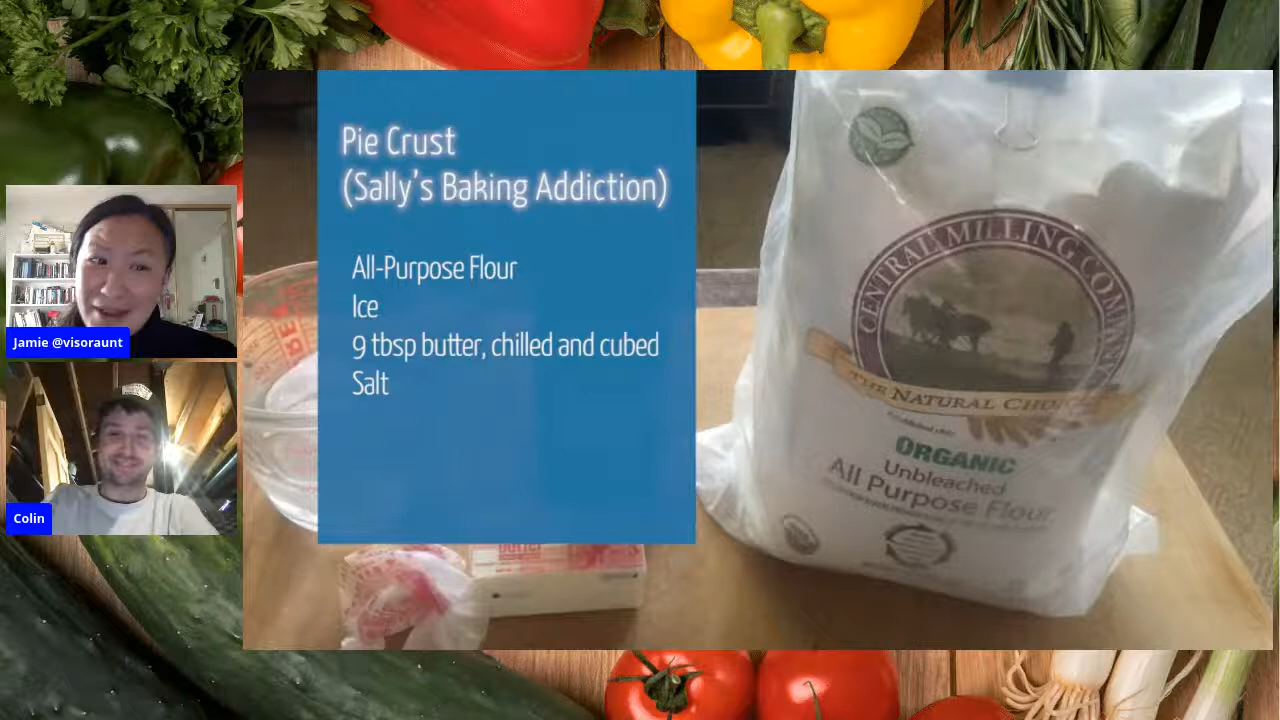 Pie Crust
(Sally's Baking Addiction)
All-Purpose Flour
Ice
9 tbsp butter, chilled and cubed
Salt
CENTRAL MILLING COMPANY
THE NATURAL CHOICE
ORGANIC
Unbleached
All Purpose Flour
Jamie @visoraunt
Colin